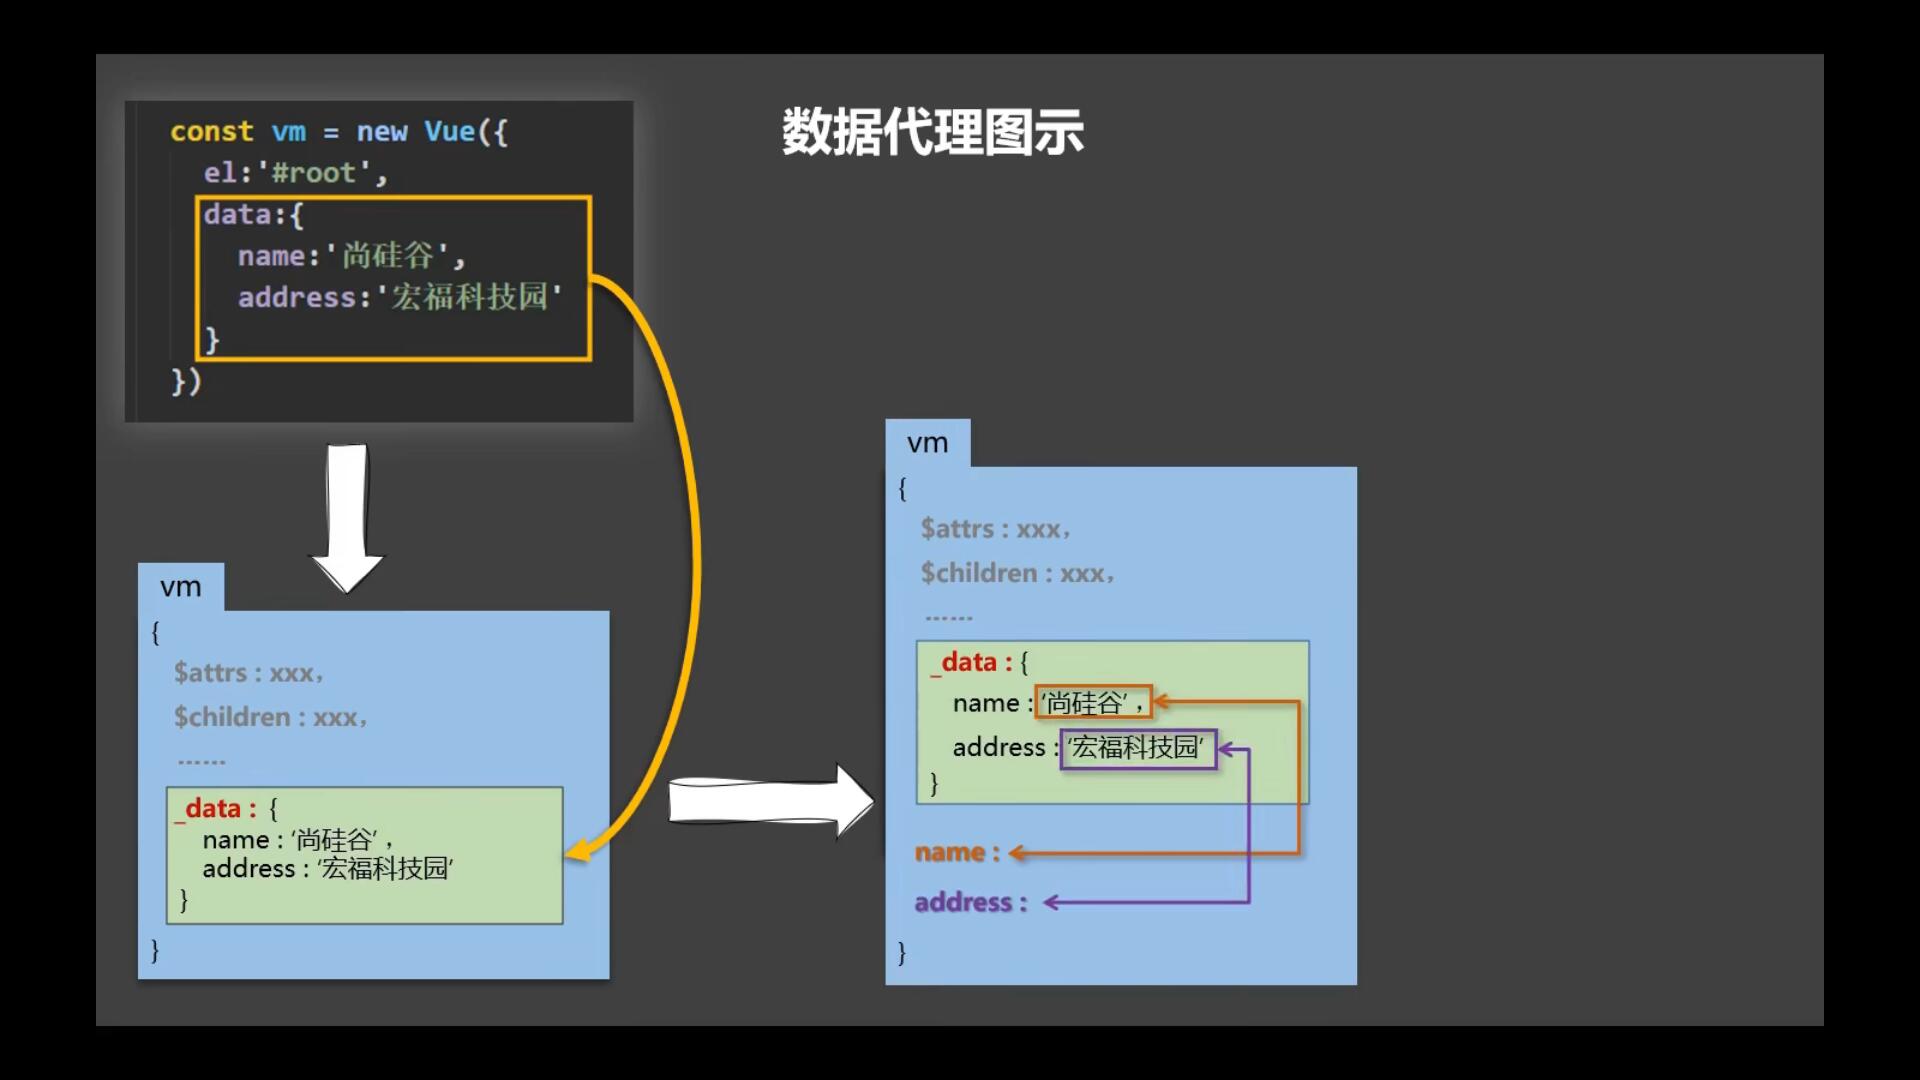 数据代理图示
const vm = new Vue({
el:'#root',
data:{
name:'尚硅谷',
address:'宏福科技园'
}
})
vm
{
$attrs : xxx，
$children : xxx，
……
_data : {
name : ‘尚硅谷’ ，
address : ‘宏福科技园’
}
}
vm
{
$attrs : xxx，
$children : xxx，
……
_data : {
name : ‘尚硅谷’ ，
address : ‘宏福科技园’
}
name :
address :
}